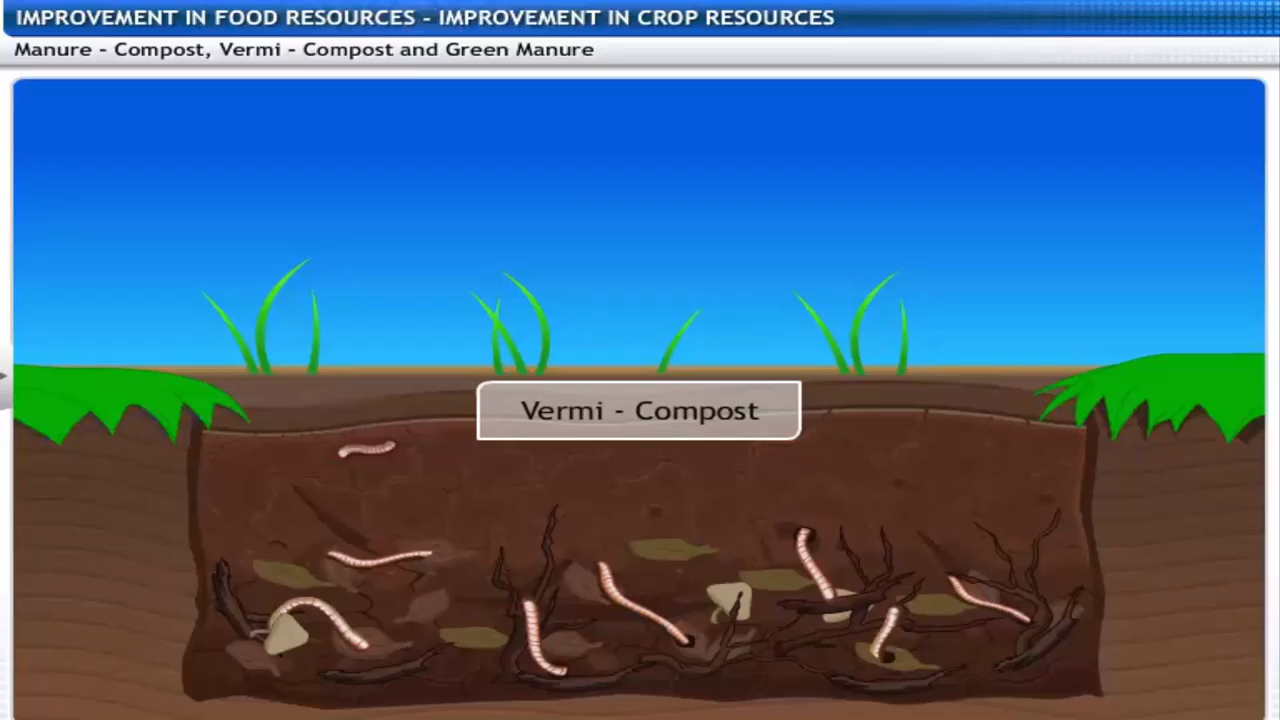 IMPROVEMENT IN FOOD RESOURCES - IMPROVEMENT IN CROP RESOURCES
Manure - Compost, Vermi - Compost and Green Manure
Vermi - Compost